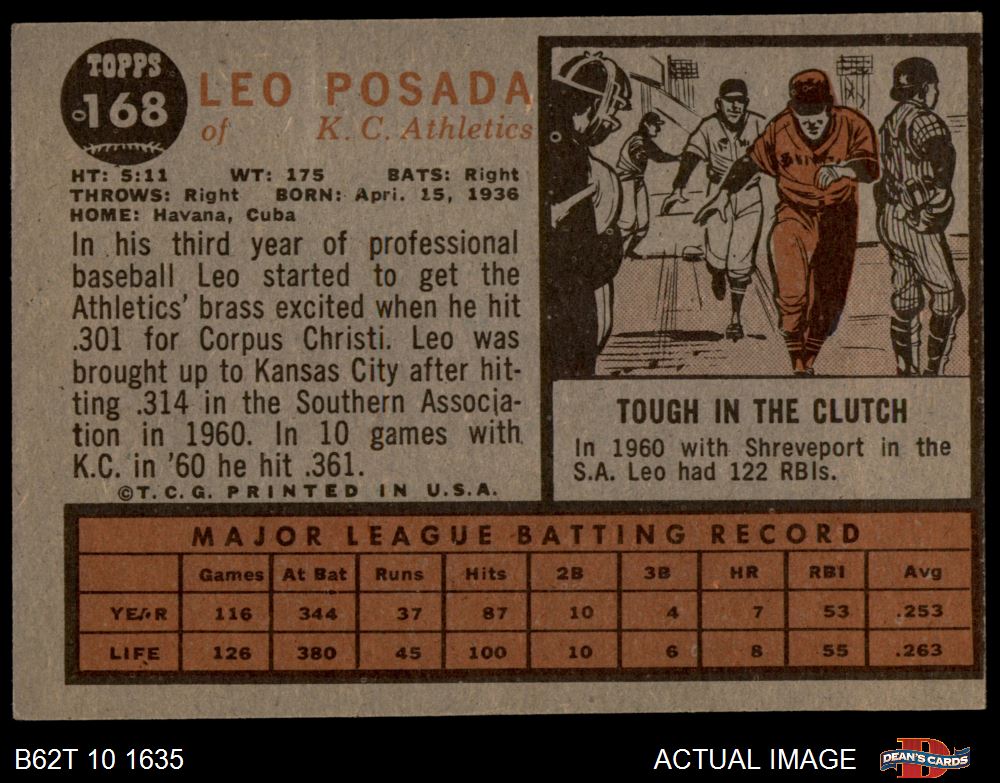 TOPPS
168
LEO POSADA
of K. C. Athletics
HT: 5:11 WT: 175 BATS: Right
THROWS: Right BORN: Apri. 15, 1936
HOME: Havana, Cuba
In his third year of professional
baseball Leo started to get the
Athletics' brass excited when he hit
.301 for Corpus Christi. Leo was
brought up to Kansas City after hit-
ting .314 in the Southern Associa-
tion in 1960. In 10 games with
K.C. in '60 he hit .361.
©T.C.G. PRINTED IN U.S.A.
TOUGH IN THE CLUTCH
In 1960 with Shreveport in the
S.A. Leo had 122 RBIs.
MAJOR LEAGUE BATTING RECORD
Games At Bat Runs Hits 2B 3B HR RBI Avg
YEAR 116 344 37 87 10 4 7 53 .253
LIFE 126 380 45 100 10 6 8 55 .263
B62T 10 1635 ACTUAL IMAGE DEAN'S CARDS